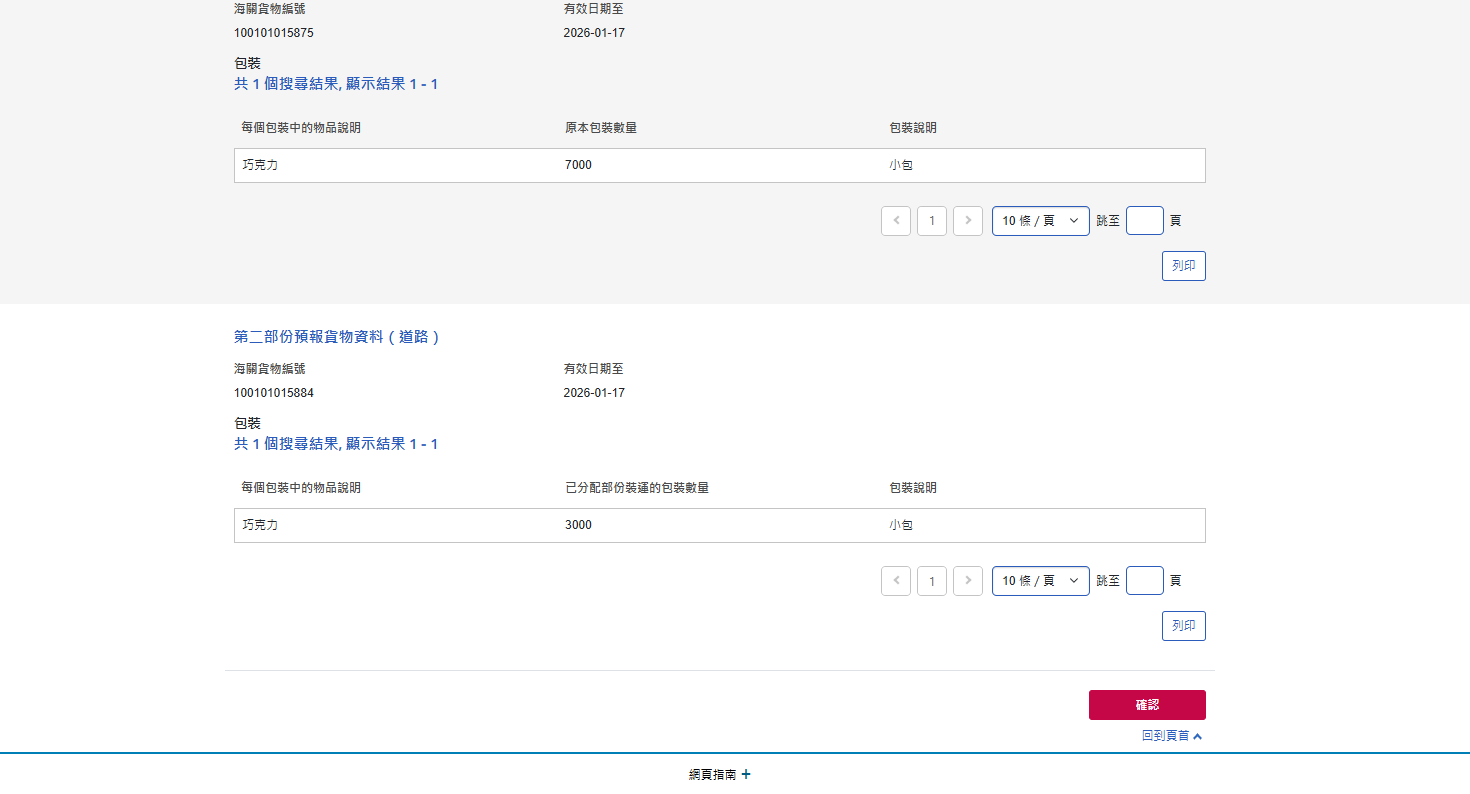 海關貨物編號 有效日期至
100101015875 2026-01-17
包裝
共 1 個搜尋結果, 顯示結果 1 - 1
每個包裝中的物品說明 原本包裝數量 包裝說明
巧克力 7000 小包
1 10 條 / 頁 跳至 頁
列印
第二部份預報貨物資料 ( 道路 )
海關貨物編號 有效日期至
100101015884 2026-01-17
包裝
共 1 個搜尋結果, 顯示結果 1 - 1
每個包裝中的物品說明 已分配部份裝運的包裝數量 包裝說明
巧克力 3000 小包
1 10 條 / 頁 跳至 頁
列印
確認
回到頁首
網頁指南 +